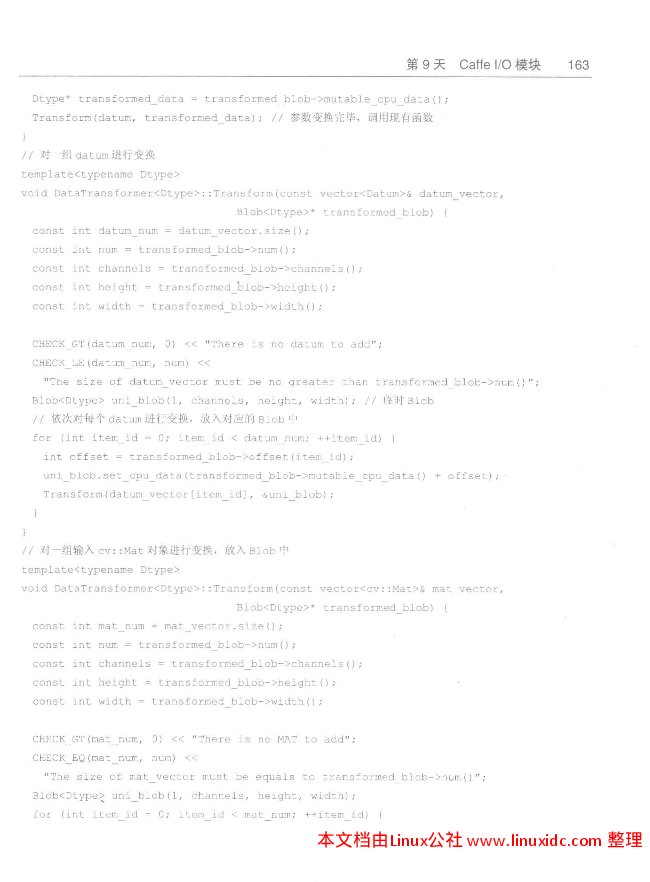 第 9 天 Caffe I/O 模块 163
Dtype* transformed_data = transformed_blob->mutable_cpu_data();
Transform(datum, transformed_data); // 参数变换完毕，调用现有函数
}
// 对一组 datum 进行变换
template<typename Dtype>
void DataTransformer<Dtype>::Transform(const vector<Datum>& datum_vector,
Blob<Dtype>* transformed_blob) {
const int datum_num = datum_vector.size();
const int num = transformed_blob->num();
const int channels = transformed_blob->channels();
const int height = transformed_blob->height();
const int width = transformed_blob->width();
CHECK_GT(datum_num, 0) << "There is no datum to add";
CHECK_LE(datum_num, num) <<
"The size of datum_vector must be no greater than transformed_blob->num()";
Blob<Dtype> uni_blob(1, channels, height, width); // 临时 Blob
// 依次对每个 datum 进行变换，放入对应的 Blob 中
for (int item_id = 0; item_id < datum_num; ++item_id) {
int offset = transformed_blob->offset(item_id);
uni_blob.set_cpu_data(transformed_blob->mutable_cpu_data() + offset);
Transform(datum_vector[item_id], &uni_blob);
}
}
// 对一组输入 cv::Mat 对象进行变换，放入 Blob 中
template<typename Dtype>
void DataTransformer<Dtype>::Transform(const vector<cv::Mat>& mat_vector,
Blob<Dtype>* transformed_blob) {
const int mat_num = mat_vector.size();
const int num = transformed_blob->num();
const int channels = transformed_blob->channels();
const int height = transformed_blob->height();
const int width = transformed_blob->width();
CHECK_GT(mat_num, 0) << "There is no MAT to add";
CHECK_EQ(mat_num, num) <<
"The size of mat_vector must be equals to transformed_blob->num()";
Blob<Dtype> uni_blob(1, channels, height, width);
for (int item_id = 0; item_id < mat_num; ++item_id) {
本文档由Linux公社 www.linuxidc.com 整理